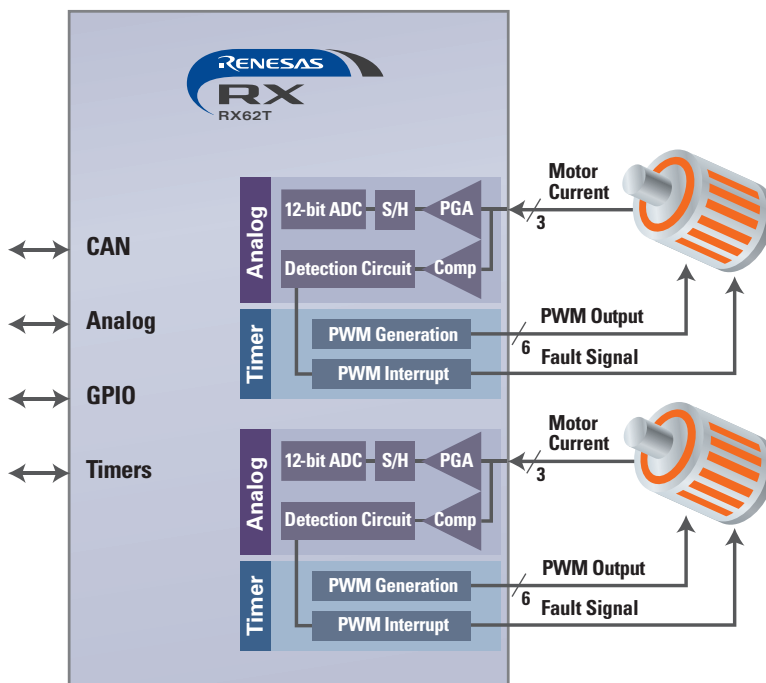 RENESAS
RX
RX62T
CAN
Analog
GPIO
Timers
Analog
12-bit ADC
S/H
PGA
Detection Circuit
Comp
Timer
PWM Generation
PWM Interrupt
Motor
Current
3
PWM Output
6
Fault Signal
Analog
12-bit ADC
S/H
PGA
Detection Circuit
Comp
Timer
PWM Generation
PWM Interrupt
Motor
Current
3
PWM Output
6
Fault Signal